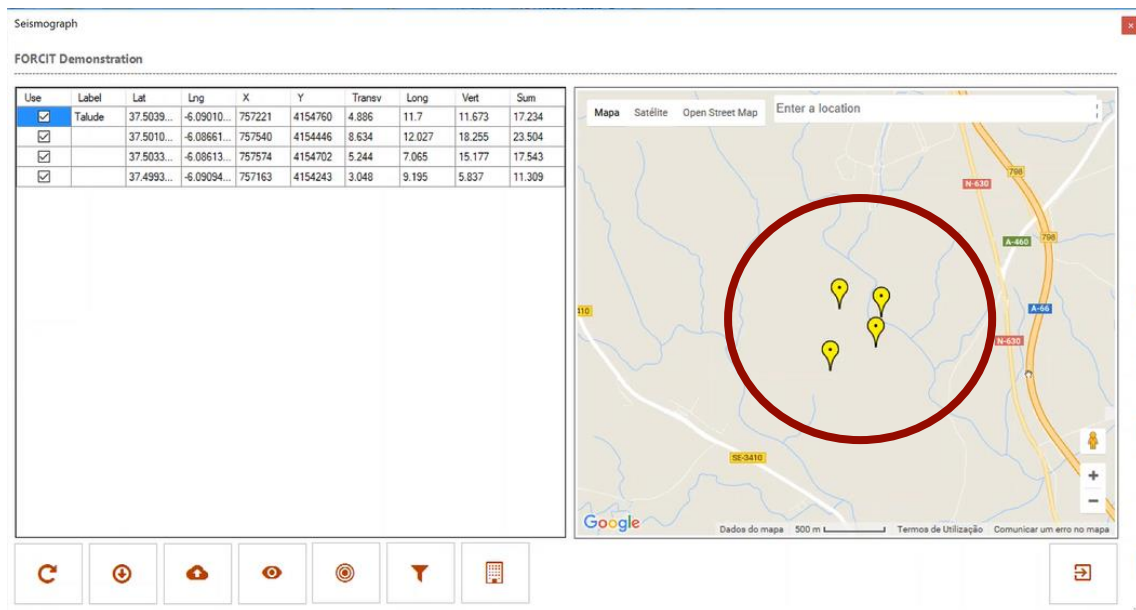 Seismograph
FORCIT Demonstration
Use Label Lat Lng X Y Transv Long Vert Sum
Talude 37.5039... -6.09010... 757221 4154760 4.886 11.7 11.673 17.234
37.5010... -6.08661... 757540 4154446 8.634 12.027 18.255 23.504
37.5033... -6.08613... 757574 4154702 5.244 7.065 15.177 17.543
37.4993... -6.09094... 757163 4154243 3.048 9.195 5.837 11.309
Mapa Satélite Open Street Map Enter a location
798
N-630
A-460 798
410
A-66
N-630
SE-3410
Google Dados do mapa 500 m Termos de Utilização Comunicar um erro no mapa